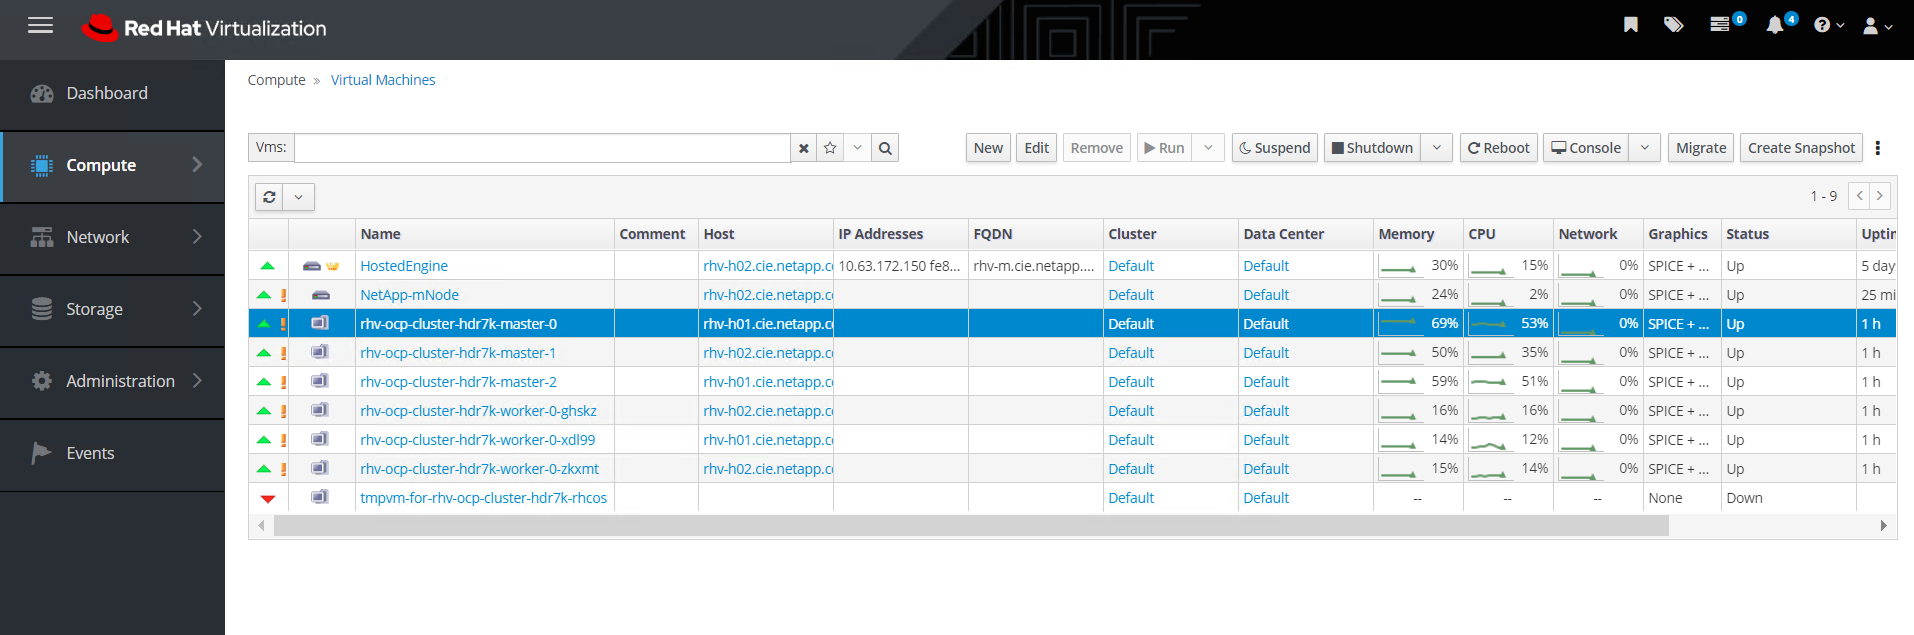 Red Hat Virtualization
0
4
Dashboard
Compute
Network
Storage
Administration
Events
Compute » Virtual Machines
Vms:
New Edit Remove Run Suspend Shutdown Reboot Console Migrate Create Snapshot
1 - 9
Name Comment Host IP Addresses FQDN Cluster Data Center Memory CPU Network Graphics Status Uptim
HostedEngine rhv-h02.cie.netapp.co 10.63.172.150 fe8... rhv-m.cie.netapp.... Default Default 30% 15% 0% SPICE + ... Up 5 day
NetApp-mNode rhv-h02.cie.netapp.co Default Default 24% 2% 0% SPICE + ... Up 25 mi
rhv-ocp-cluster-hdr7k-master-0 rhv-h01.cie.netapp.co Default Default 69% 53% 0% SPICE + ... Up 1 h
rhv-ocp-cluster-hdr7k-master-1 rhv-h02.cie.netapp.co Default Default 50% 35% 0% SPICE + ... Up 1 h
rhv-ocp-cluster-hdr7k-master-2 rhv-h01.cie.netapp.co Default Default 59% 51% 0% SPICE + ... Up 1 h
rhv-ocp-cluster-hdr7k-worker-0-ghskz rhv-h02.cie.netapp.co Default Default 16% 16% 0% SPICE + ... Up 1 h
rhv-ocp-cluster-hdr7k-worker-0-xdl99 rhv-h01.cie.netapp.co Default Default 14% 12% 0% SPICE + ... Up 1 h
rhv-ocp-cluster-hdr7k-worker-0-zkxmt rhv-h02.cie.netapp.co Default Default 15% 14% 0% SPICE + ... Up 1 h
tmpvm-for-rhv-ocp-cluster-hdr7k-rhcos Default Default -- -- -- None Down